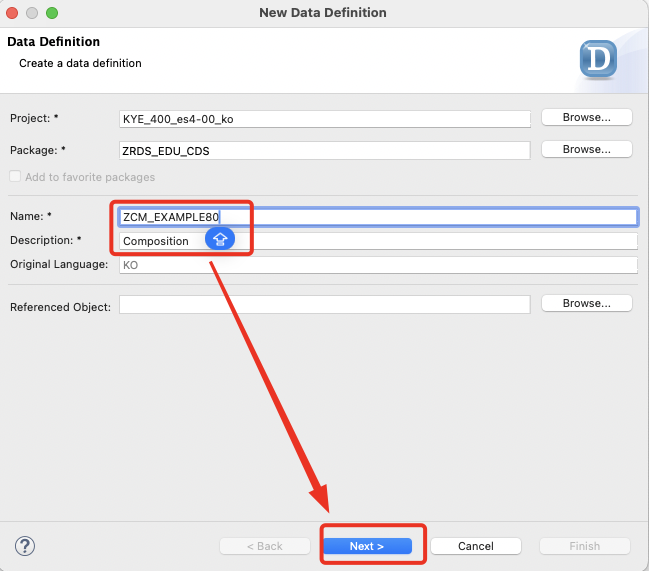 New Data Definition
Data Definition
Create a data definition
D
Project: * KYE_400_es4-00_ko Browse...
Package: * ZRDS_EDU_CDS Browse...
Add to favorite packages
Name: * ZCM_EXAMPLE80
Description: * Composition
Original Language: KO
Referenced Object: Browse...
? < Back Next > Cancel Finish